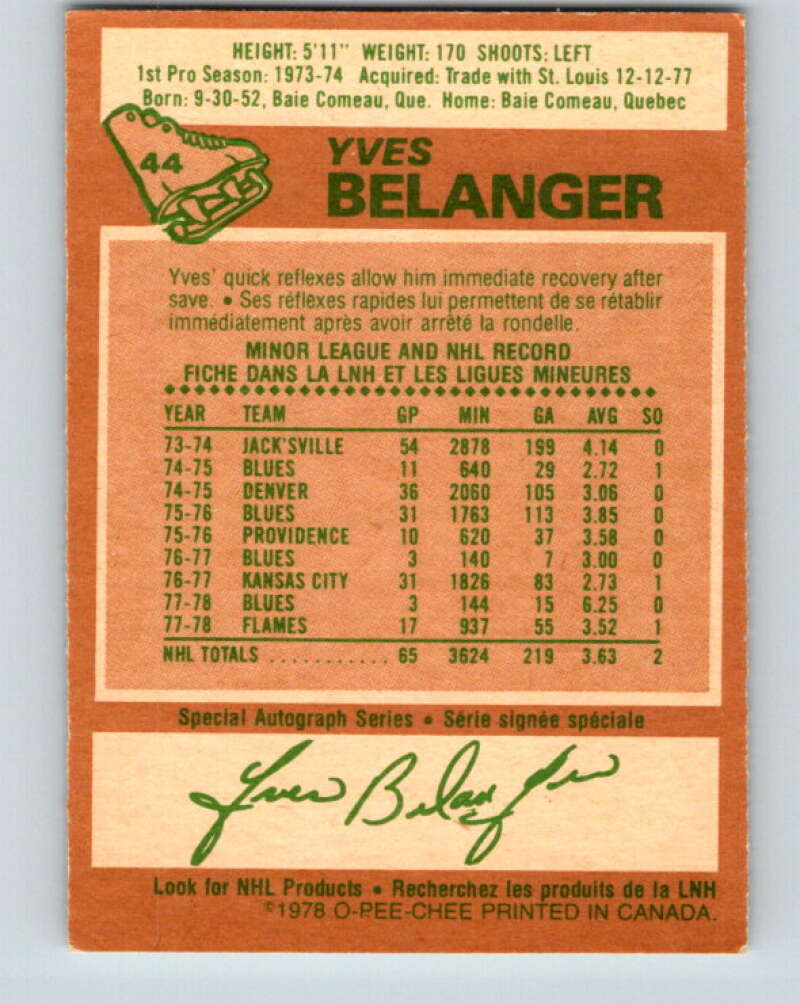 HEIGHT: 5'11" WEIGHT: 170 SHOOTS: LEFT
1st Pro Season: 1973-74 Acquired: Trade with St. Louis 12-12-77
Born: 9-30-52, Baie Comeau, Que. Home: Baie Comeau, Quebec
44
YVES
BELANGER
Yves' quick reflexes allow him immediate recovery after
save. • Ses réflexes rapides lui permettent de se rétablir
immédiatement après avoir arrêté la rondelle.
MINOR LEAGUE AND NHL RECORD
FICHE DANS LA LNH ET LES LIGUES MINEURES
YEAR TEAM GP MIN GA AVG SO
73-74 JACK'SVILLE 54 2878 199 4.14 0
74-75 BLUES 11 640 29 2.72 1
74-75 DENVER 36 2060 105 3.06 0
75-76 BLUES 31 1763 113 3.85 0
75-76 PROVIDENCE 10 620 37 3.58 0
76-77 BLUES 3 140 7 3.00 0
76-77 KANSAS CITY 31 1826 83 2.73 1
77-78 BLUES 3 144 15 6.25 0
77-78 FLAMES 17 937 55 3.52 1
NHL TOTALS ........... 65 3624 219 3.63 2
Special Autograph Series • Série signée spéciale
Yves Belanger
Look for NHL Products • Recherchez les produits de la LNH
©1978 O-PEE-CHEE PRINTED IN CANADA.